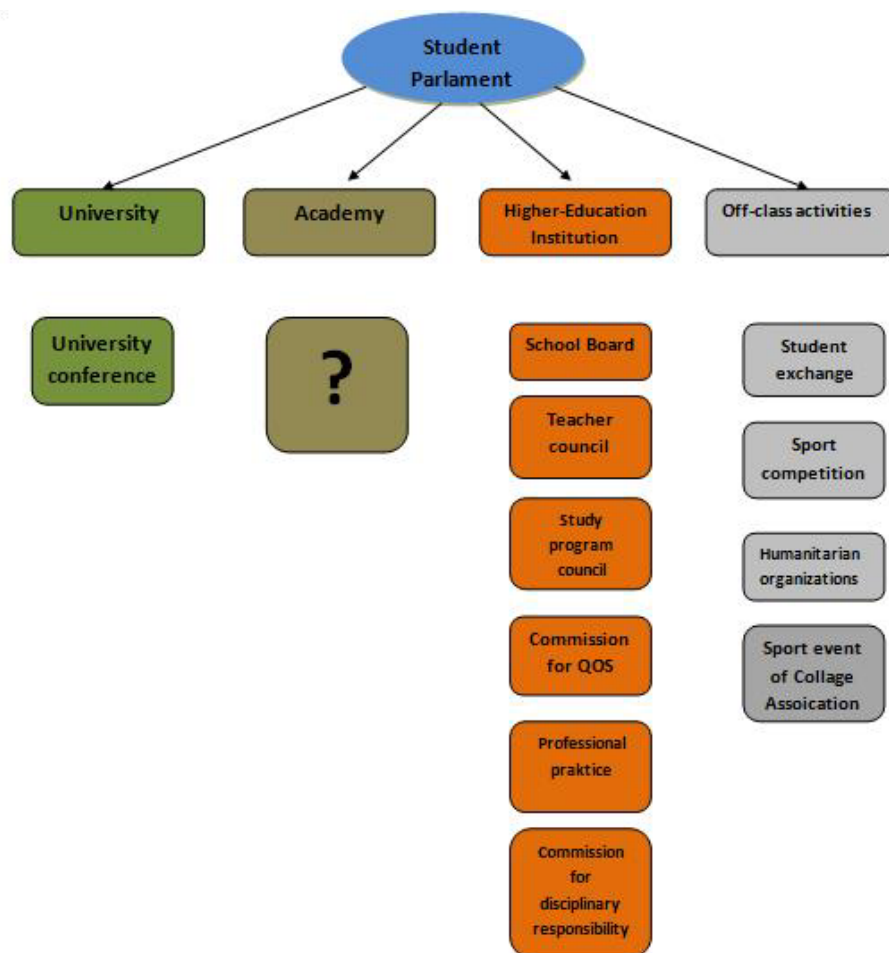 Student
Parlament
University
Academy
Higher-Education
Institution
Off-class activities
University
conference
?
School Board
Teacher
council
Study
program
council
Commission
for QOS
Professional
praktice
Commission
for
disciplinary
responsibility
Student
exchange
Sport
competition
Humanitarian
organizations
Sport event
of Collage
Assoication